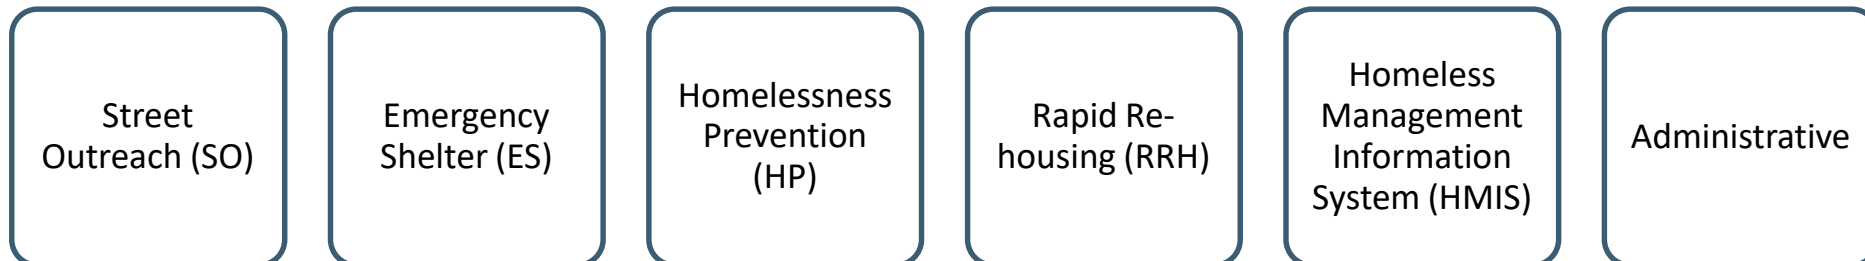 Street
Outreach (SO)
Emergency
Shelter (ES)
Homelessness
Prevention
(HP)
Rapid Re-
housing (RRH)
Homeless
Management
Information
System (HMIS)
Administrative